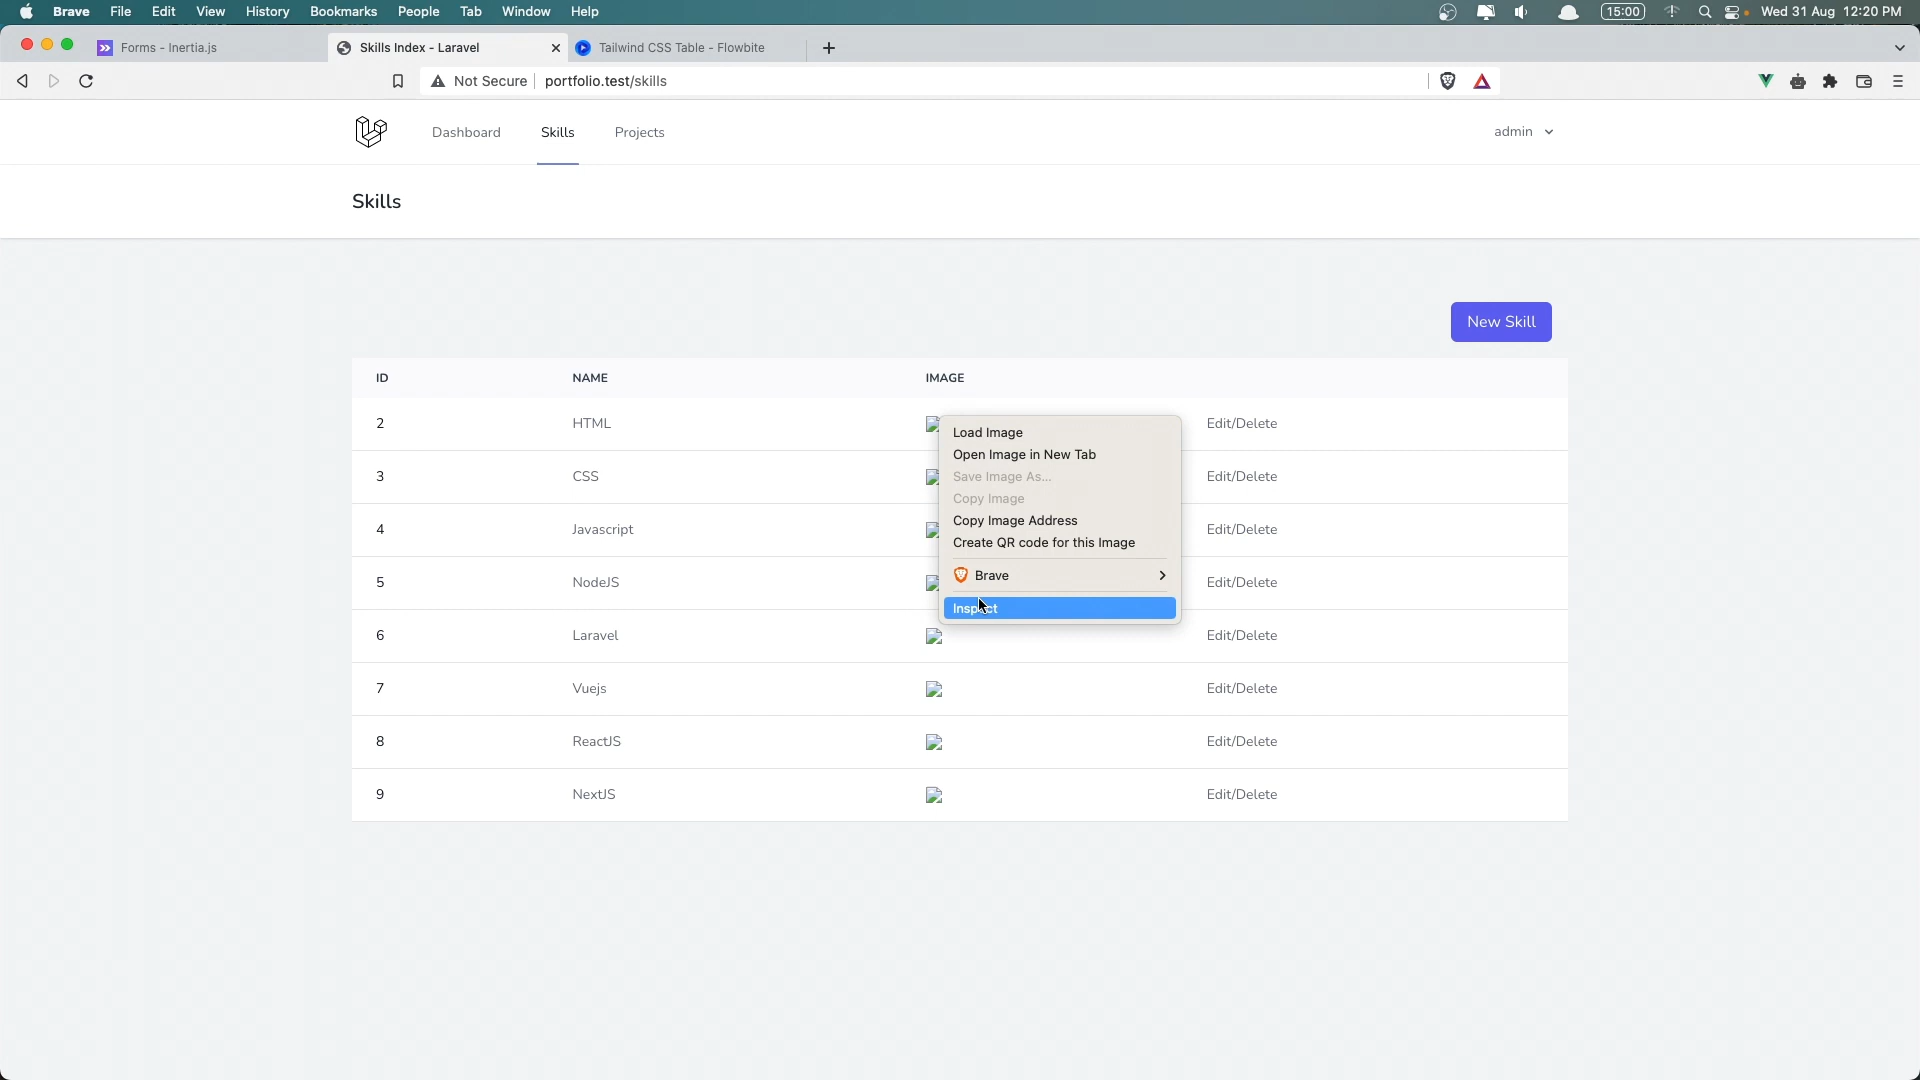 Brave File Edit View History Bookmarks People Tab Window Help 15:00 Wed 31 Aug 12:20 PM
Forms - Inertia.js Skills Index - Laravel Tailwind CSS Table - Flowbite
Not Secure portfolio.test/skills
Dashboard Skills Projects admin
Skills
New Skill
ID NAME IMAGE
2 HTML Edit/Delete
3 CSS Edit/Delete
4 Javascript Edit/Delete
5 NodeJS Edit/Delete
6 Laravel Edit/Delete
7 Vuejs Edit/Delete
8 ReactJS Edit/Delete
9 NextJS Edit/Delete
Load Image
Open Image in New Tab
Save Image As...
Copy Image
Copy Image Address
Create QR code for this Image
Brave
Inspect